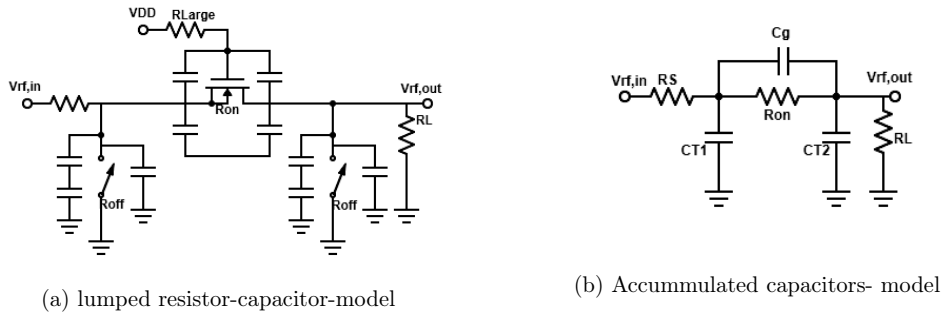 VDD
RLarge
Vrf,in
Ron
Vrf,out
RL
Roff
Roff
(a) lumped resistor-capacitor-model
Cg
Vrf,in
RS
Vrf,out
Ron
CT1
CT2
RL
(b) Accummulated capacitors- model